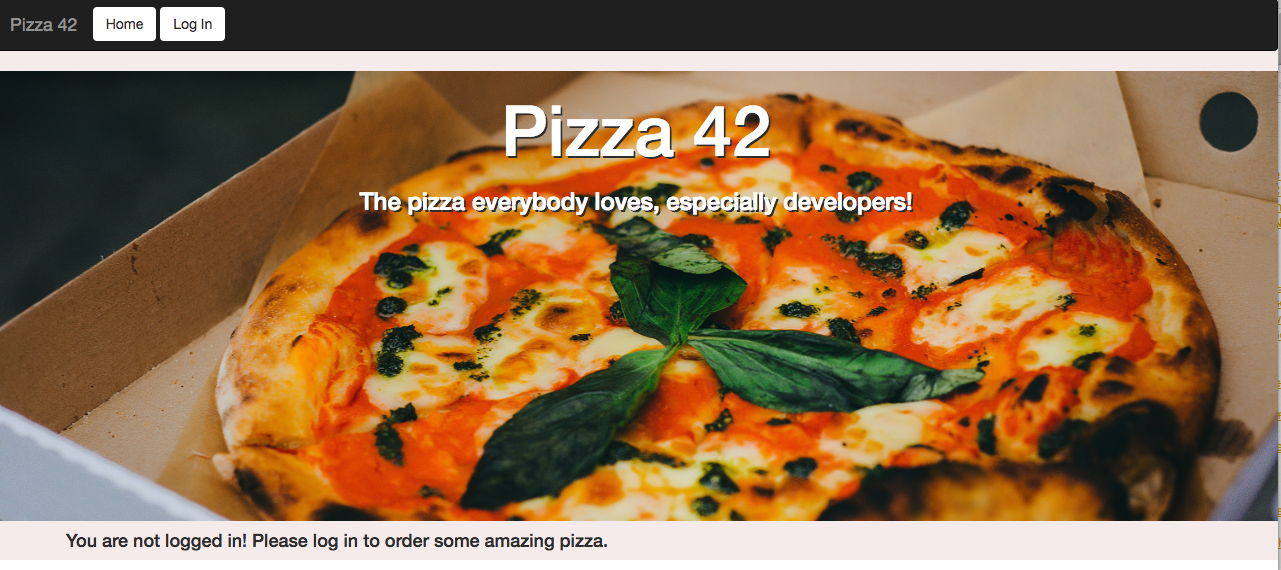 Pizza 42 Home Log In
Pizza 42
The pizza everybody loves, especially developers!
You are not logged in! Please log in to order some amazing pizza.